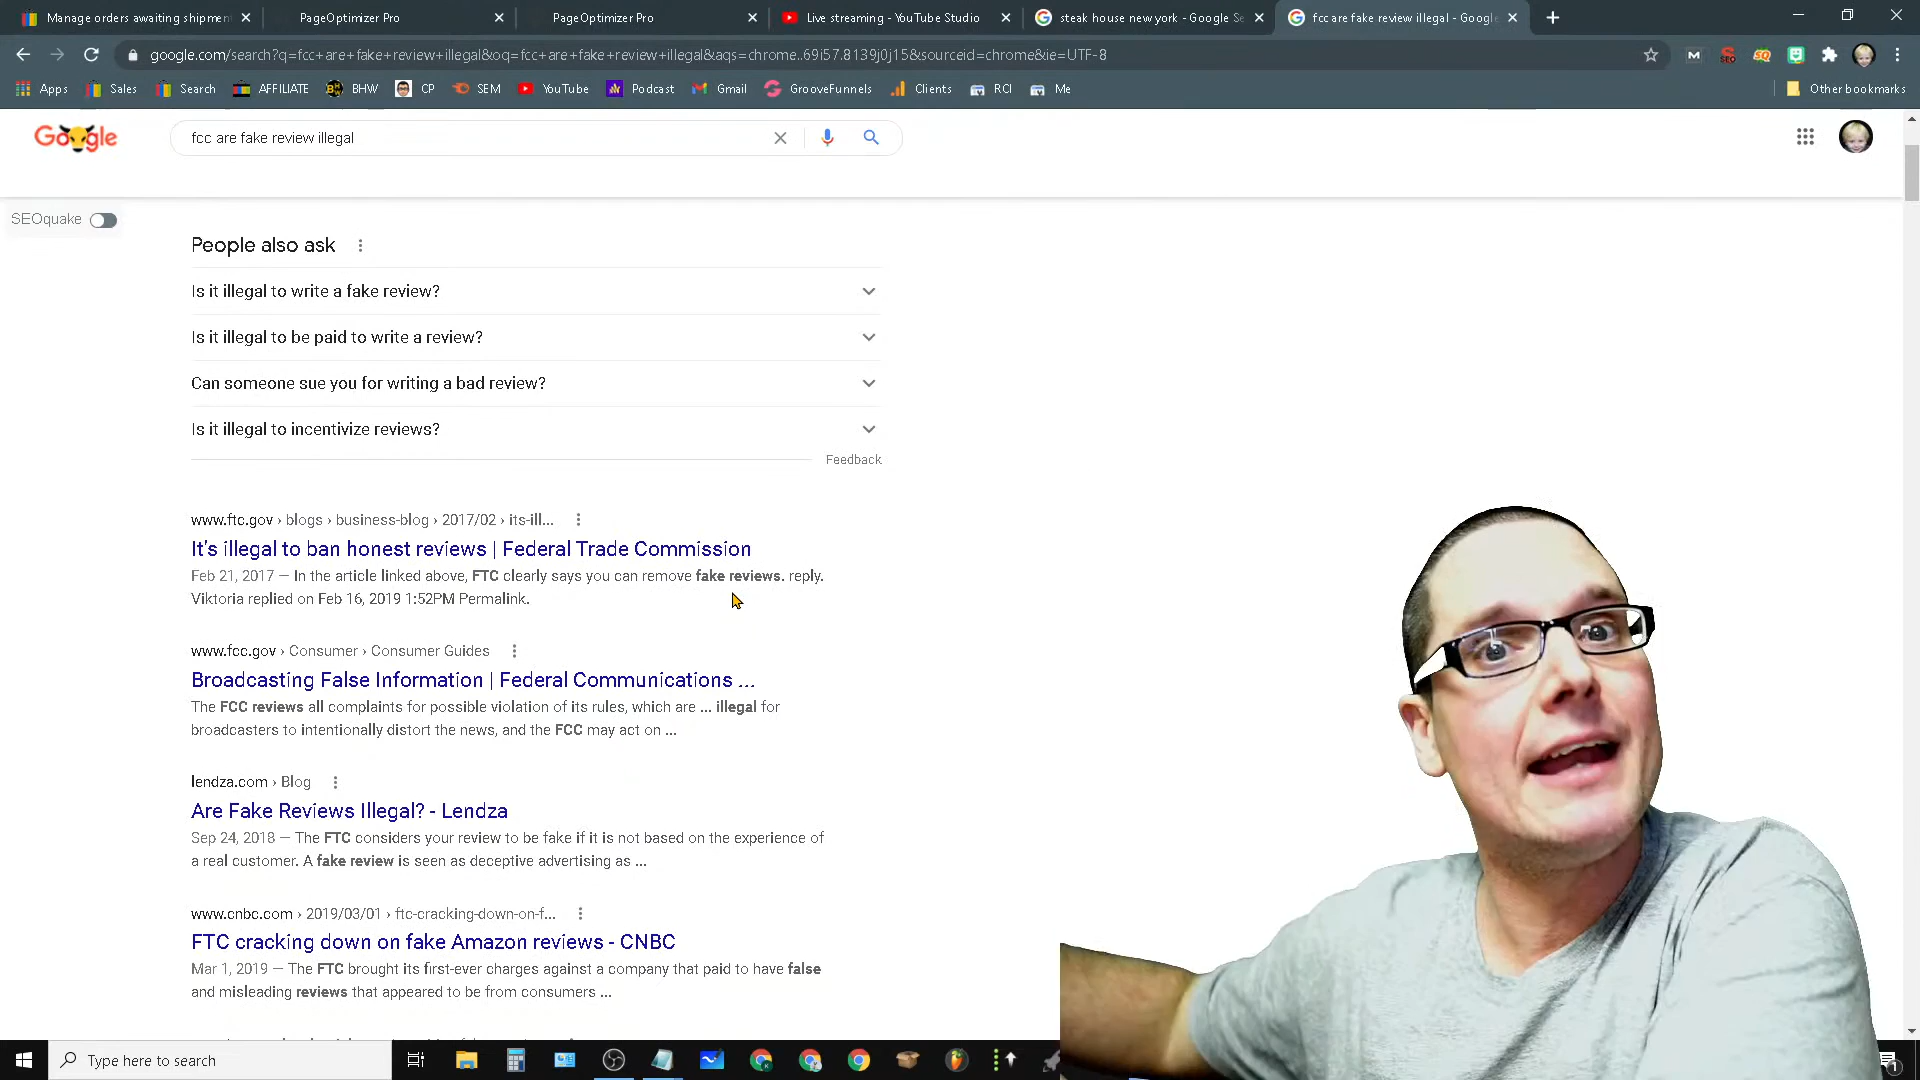 Manage orders awaiting shipmen
PageOptimizer Pro
PageOptimizer Pro
Live streaming - YouTube Studio
steak house new york - Google Se
fcc are fake review illegal - Google
google.com/search?q=fcc+are+fake+review+illegal&oq=fcc+are+fake+review+illegal&aqs=chrome..69i57.8139j0j15&sourceid=chrome&ie=UTF-8
Apps
Sales
Search
AFFILIATE
BHW
CP
SEM
YouTube
Podcast
Gmail
GrooveFunnels
Clients
RCI
Me
Other bookmarks
Google
fcc are fake review illegal
SEOquake
People also ask
Is it illegal to write a fake review?
Is it illegal to be paid to write a review?
Can someone sue you for writing a bad review?
Is it illegal to incentivize reviews?
Feedback
www.ftc.gov › blogs › business-blog › 2017/02 › its-ill...
It's illegal to ban honest reviews | Federal Trade Commission
Feb 21, 2017 — In the article linked above, FTC clearly says you can remove fake reviews. reply.
Viktoria replied on Feb 16, 2019 1:52PM Permalink.
www.fcc.gov › Consumer › Consumer Guides
Broadcasting False Information | Federal Communications ...
The FCC reviews all complaints for possible violation of its rules, which are ... illegal for
broadcasters to intentionally distort the news, and the FCC may act on ...
lendza.com › Blog
Are Fake Reviews Illegal? - Lendza
Sep 24, 2018 — The FTC considers your review to be fake if it is not based on the experience of
a real customer. A fake review is seen as deceptive advertising as ...
www.cnbc.com › 2019/03/01 › ftc-cracking-down-on-f...
FTC cracking down on fake Amazon reviews - CNBC
Mar 1, 2019 — The FTC brought its first-ever charges against a company that paid to have false
and misleading reviews that appeared to be from consumers ...
Type here to search